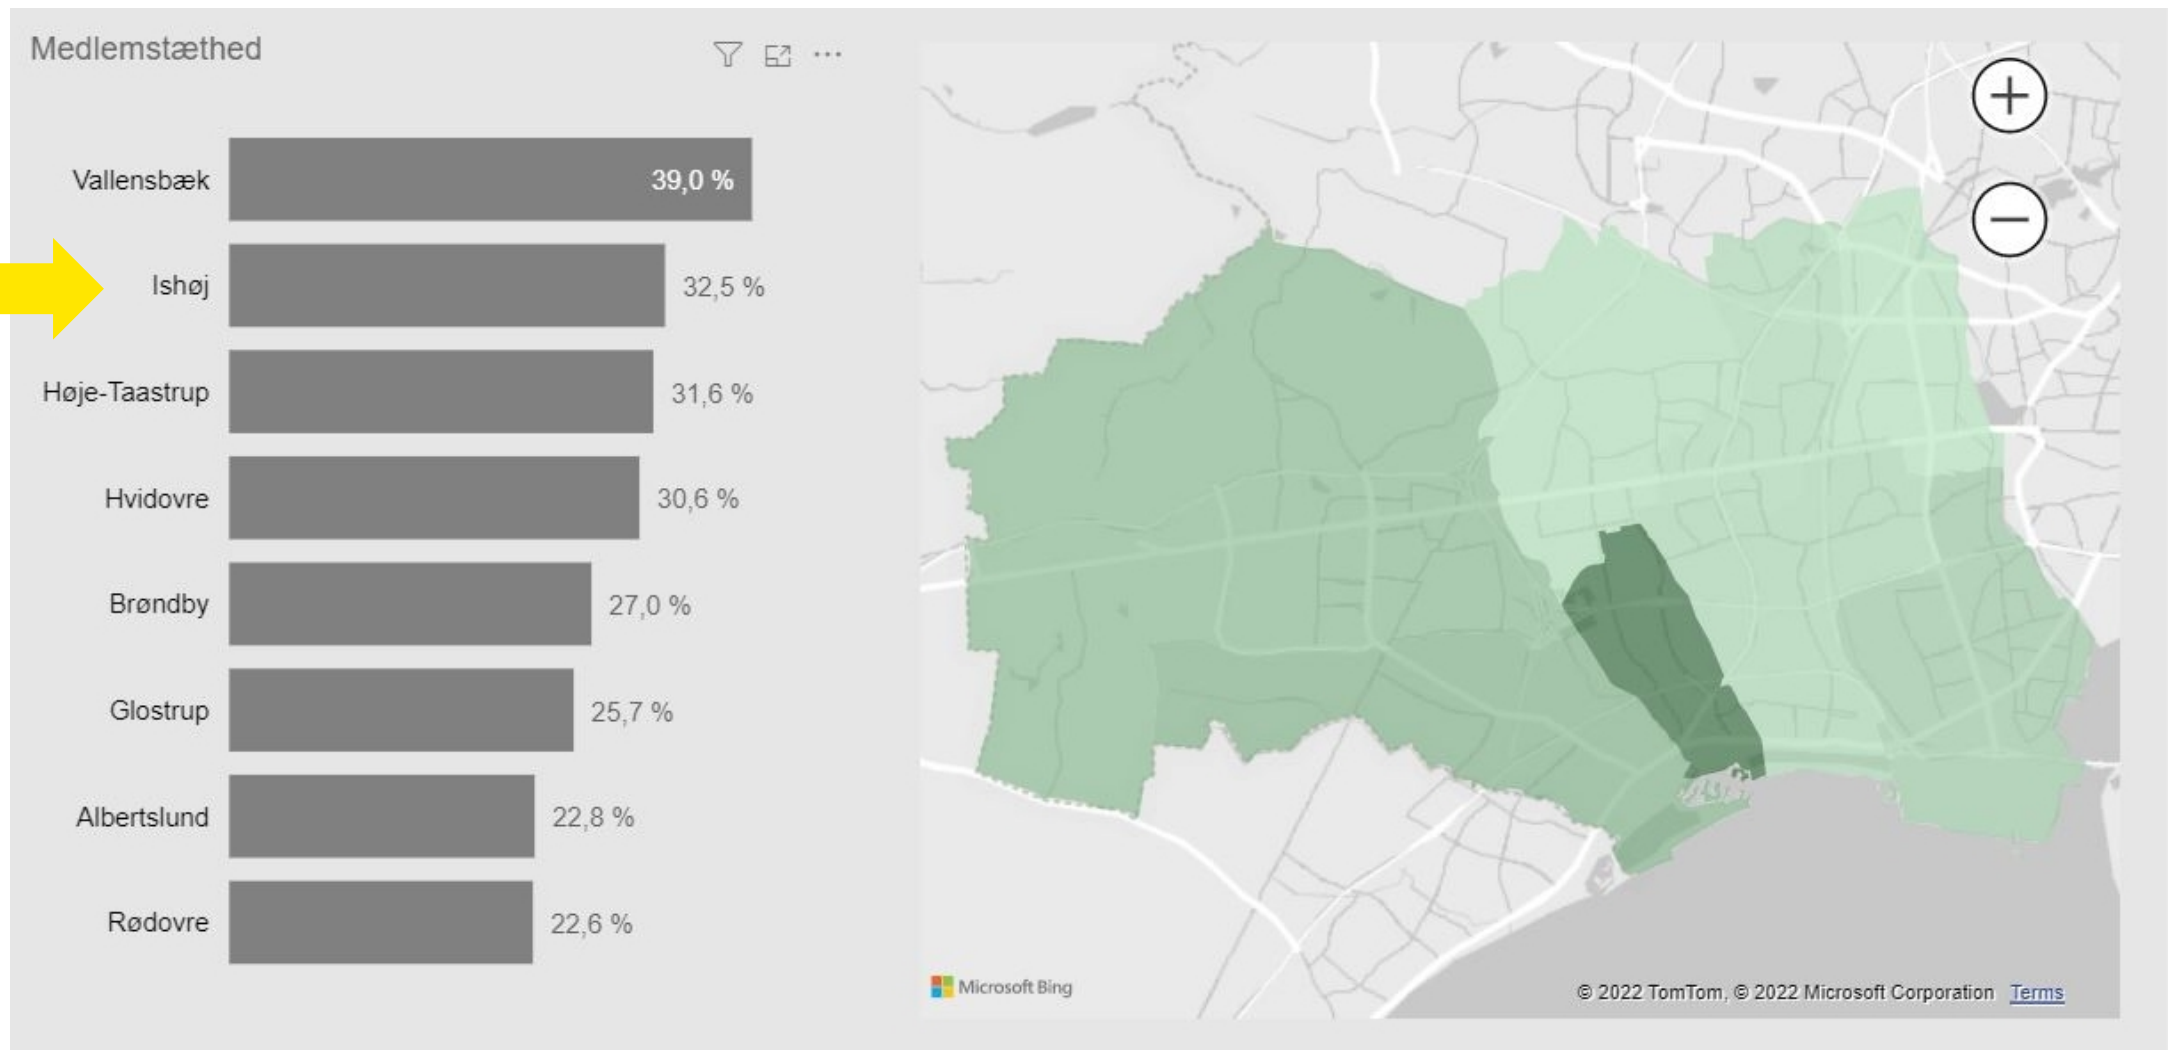 Medlemstæthed
Vallensbæk 39,0 %
Ishøj 32,5 %
Høje-Taastrup 31,6 %
Hvidovre 30,6 %
Brøndby 27,0 %
Glostrup 25,7 %
Albertslund 22,8 %
Rødovre 22,6 %
Microsoft Bing
© 2022 TomTom, © 2022 Microsoft Corporation Terms